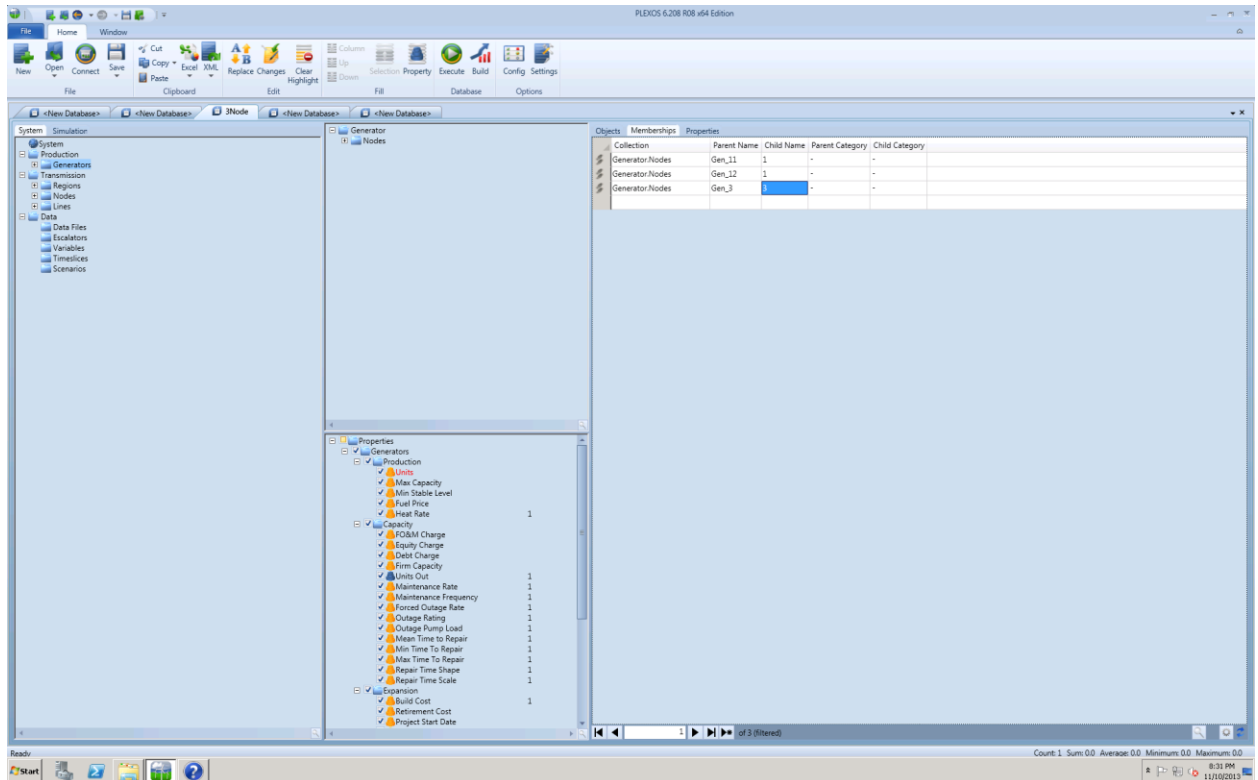 PLEXOS 6.208 R08 x64 Edition
File Home Window
New Open Connect Save Cut Copy Paste Excel XML Replace Changes Clear Highlight Column Up Down Selection Property Execute Build Config Settings
File Clipboard Edit Fill Database Options
<New Database> <New Database> 3Node <New Database> <New Database>
System Simulation
System
Production
Generators
Transmission
Regions
Nodes
Lines
Data
Data Files
Escalators
Variables
Timeslices
Scenarios
Generator
Nodes
Properties
Generators
Production
Units
Max Capacity
Min Stable Level
Fuel Price
Heat Rate 1
Capacity
FO&M Charge
Equity Charge
Debt Charge
Firm Capacity
Units Out 1
Maintenance Rate 1
Maintenance Frequency 1
Forced Outage Rate 1
Outage Rating 1
Outage Pump Load 1
Mean Time to Repair 1
Min Time To Repair 1
Max Time To Repair 1
Repair Time Shape 1
Repair Time Scale 1
Expansion
Build Cost 1
Retirement Cost
Project Start Date
Objects Memberships Properties
Collection Parent Name Child Name Parent Category Child Category
Generator.Nodes Gen_11 1 - -
Generator.Nodes Gen_12 1 - -
Generator.Nodes Gen_3 3 - -
1 of 3 (filtered)
Ready
Count: 1 Sum: 0.0 Average: 0.0 Minimum: 0.0 Maximum: 0.0
Start
8:31 PM
11/10/2013